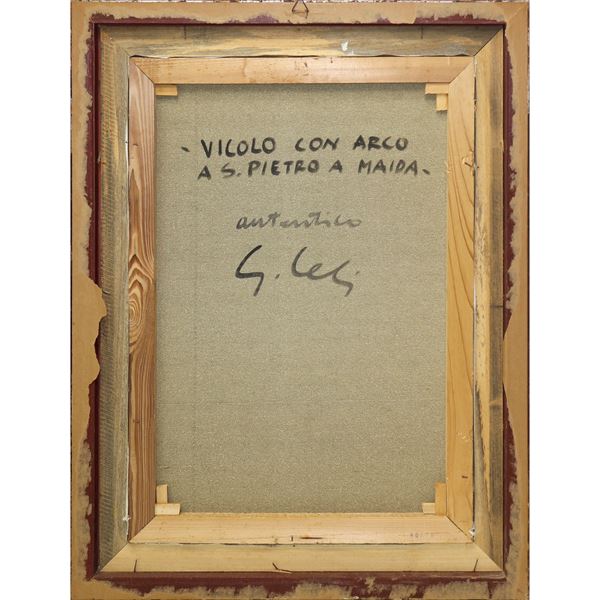 - VICOLO CON ARCO
A S. PIETRO A MAIDA -
autentico